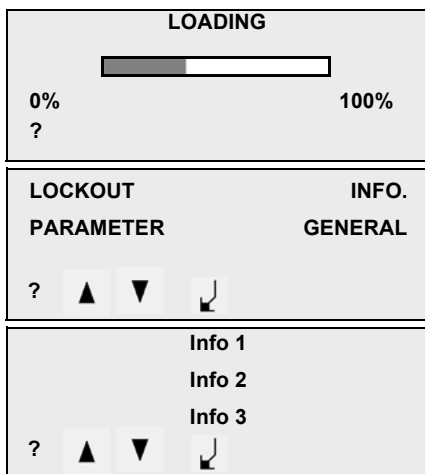 LOADING
0% 100%
?
LOCKOUT INFO.
PARAMETER GENERAL
?
Info 1
Info 2
Info 3
?